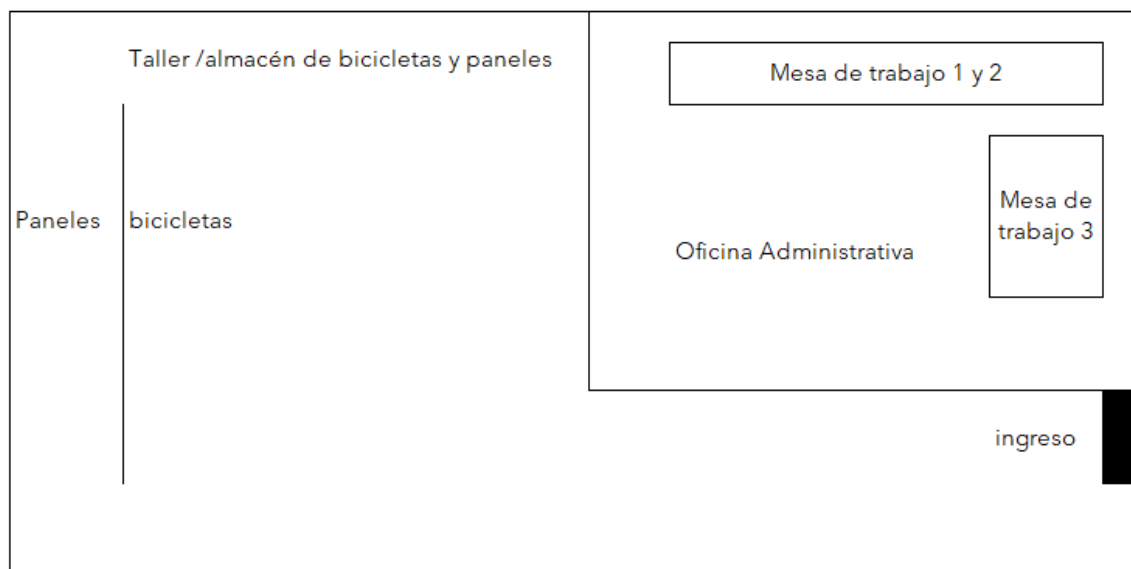 Taller /almacén de bicicletas y paneles
Mesa de trabajo 1 y 2
Paneles
bicicletas
Mesa de
trabajo 3
Oficina Administrativa
ingreso